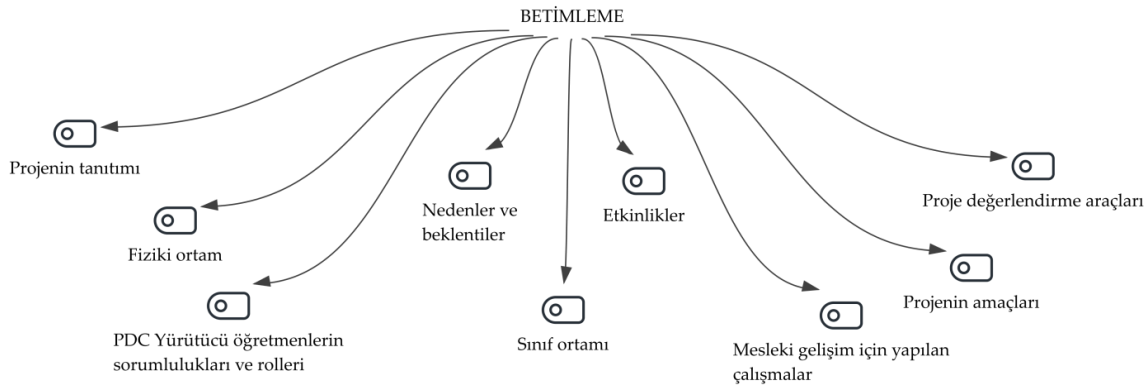 BETİMLEME
Projenin tanıtımı
Fiziki ortam
PDC Yürütücü öğretmenlerin
sorumlulukları ve rolleri
Nedenler ve
beklentiler
Sınıf ortamı
Etkinlikler
Mesleki gelişim için yapılan
çalışmalar
Projenin amaçları
Proje değerlendirme araçları